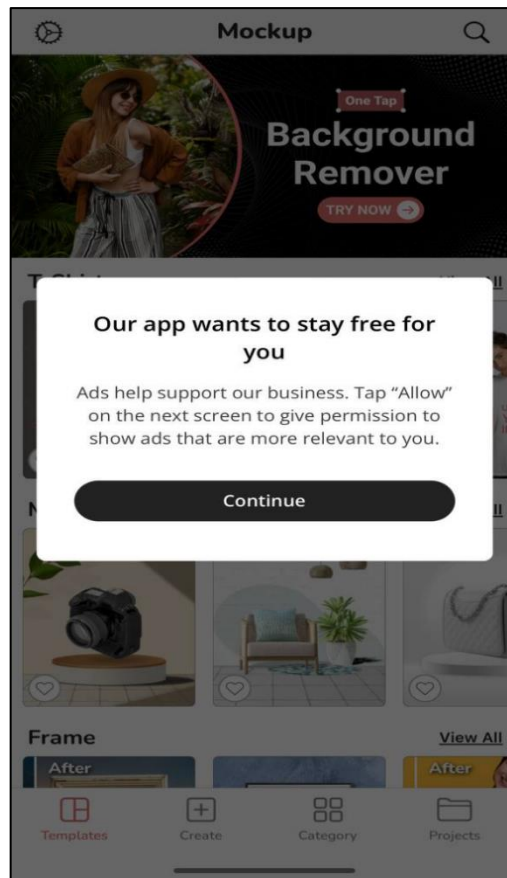 Mockup
One Tap
Background
Remover
TRY NOW
View All
Our app wants to stay free for
you
Ads help support our business. Tap “Allow”
on the next screen to give permission to
show ads that are more relevant to you.
Continue
Frame
View All
After
After
Templates
Create
Category
Projects